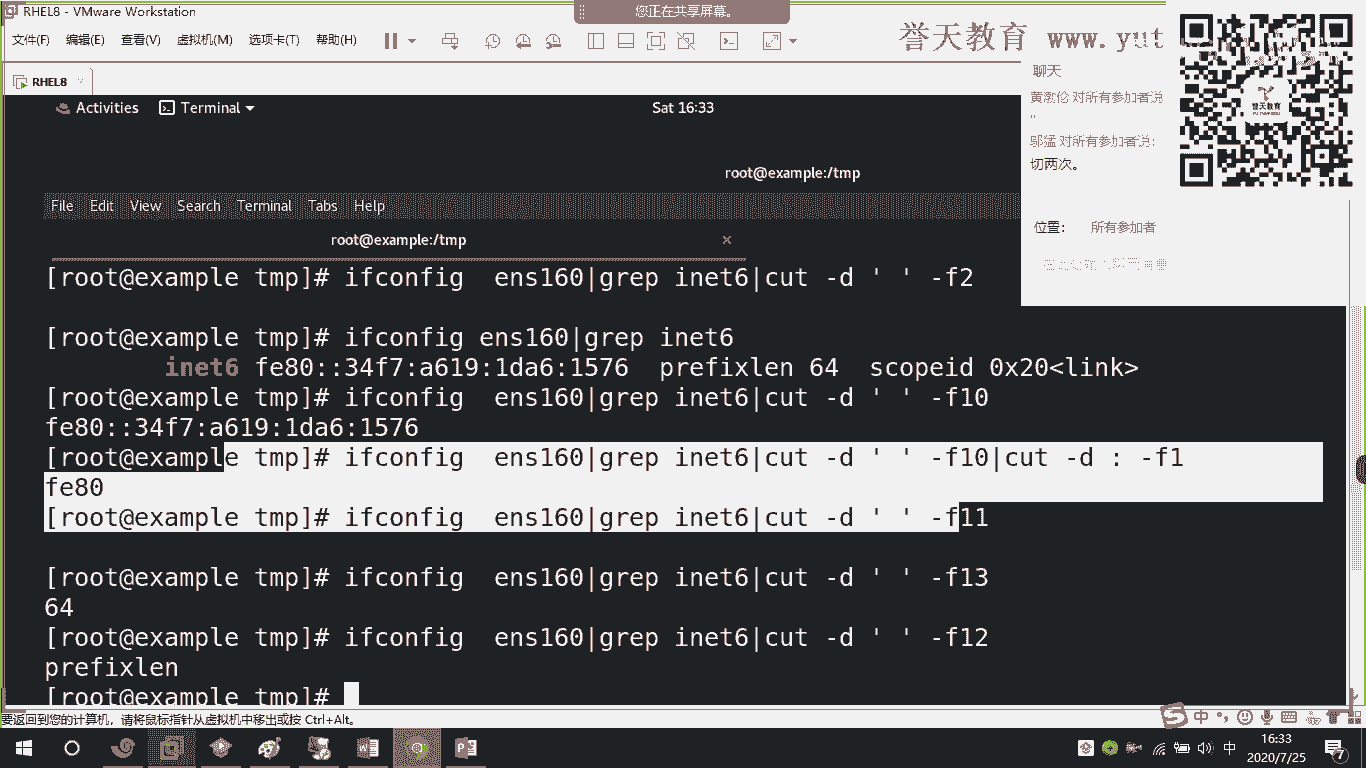 RHEL8 - VMware Workstation
您正在共享屏幕。
文件(F) 编辑(E) 查看(V) 虚拟机(M) 选项卡(T) 帮助(H)
誉天教育 www.yut
RHEL8
聊天
黄渤伦 对所有参加者说
"
邬猛 对所有参加者说:
切两次。
位置: 所有参加者
誉天教育
Activities Terminal Sat 16:33
root@example:/tmp
File Edit View Search Terminal Tabs Help
root@example:/tmp ×
[root@example tmp]# ifconfig  ens160|grep inet6|cut -d ' ' -f2
[root@example tmp]# ifconfig ens160|grep inet6
inet6 fe80::34f7:a619:1da6:1576  prefixlen 64  scopeid 0x20<link>
[root@example tmp]# ifconfig  ens160|grep inet6|cut -d ' ' -f10
fe80::34f7:a619:1da6:1576
[root@example tmp]# ifconfig  ens160|grep inet6|cut -d ' ' -f10|cut -d : -f1
fe80
[root@example tmp]# ifconfig  ens160|grep inet6|cut -d ' ' -f11
[root@example tmp]# ifconfig  ens160|grep inet6|cut -d ' ' -f13
64
[root@example tmp]# ifconfig  ens160|grep inet6|cut -d ' ' -f12
prefixlen
[root@example tmp]#
要返回到您的计算机，请将鼠标指针从虚拟机中移出或按 Ctrl+Alt。
中
中
16:33
2020/7/25
7